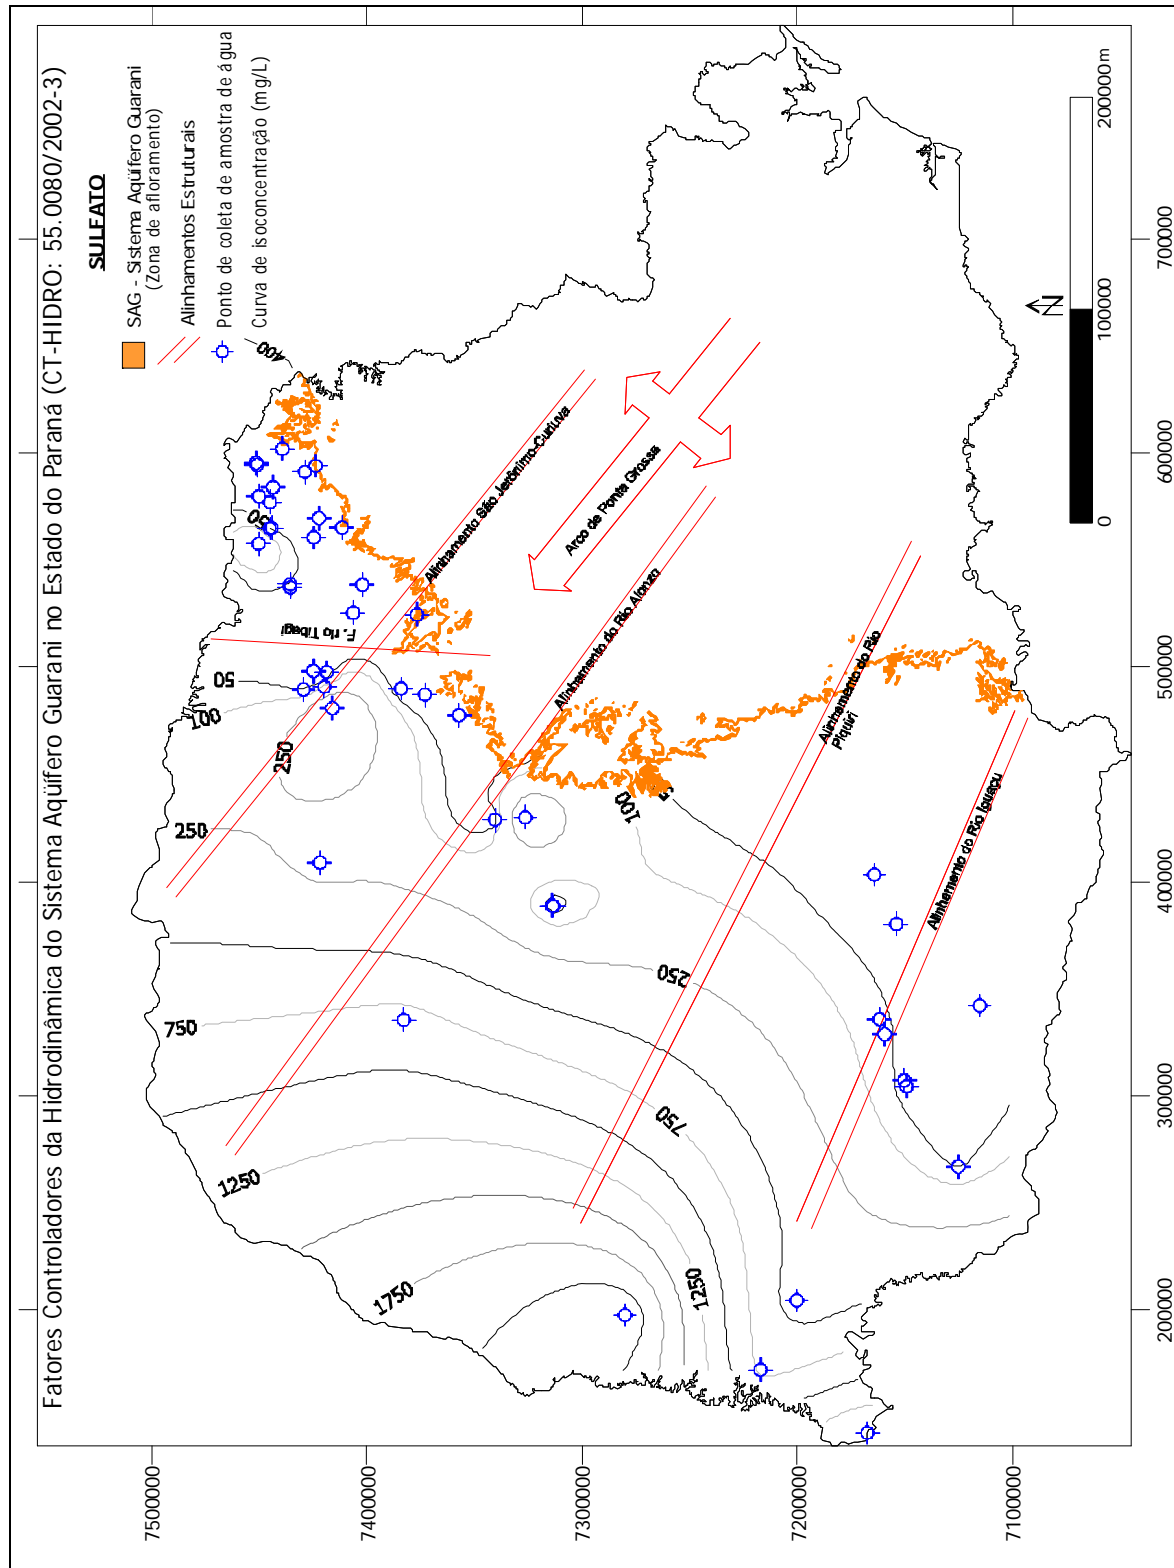 Fatores Controladores da Hidrodinâmica do Sistema Aqüífero Guarani no Estado do Paraná (CT-HIDRO: 55.0080/2002-3)
SULFATO
SAG - Sistema Aqüífero Guarani
(Zona de afloramento)
Alinhamentos Estruturais
Ponto de coleta de amostra de água
Curva de isoconcentração (mg/L)
400
50
F. rio Tibagi
Alinhamento São Jerônimo-Curiuva
Arco de Ponta Grossa
Alinhamento do Rio Alonzo
Alinhamento do Rio
Piquiri
Alinhamento do Rio Iguaçu
50
100
250
250
750
1250
1750
100
250
750
1250
N
0
100000
200000m
7500000
7400000
7300000
7200000
7100000
200000
300000
400000
500000
600000
700000